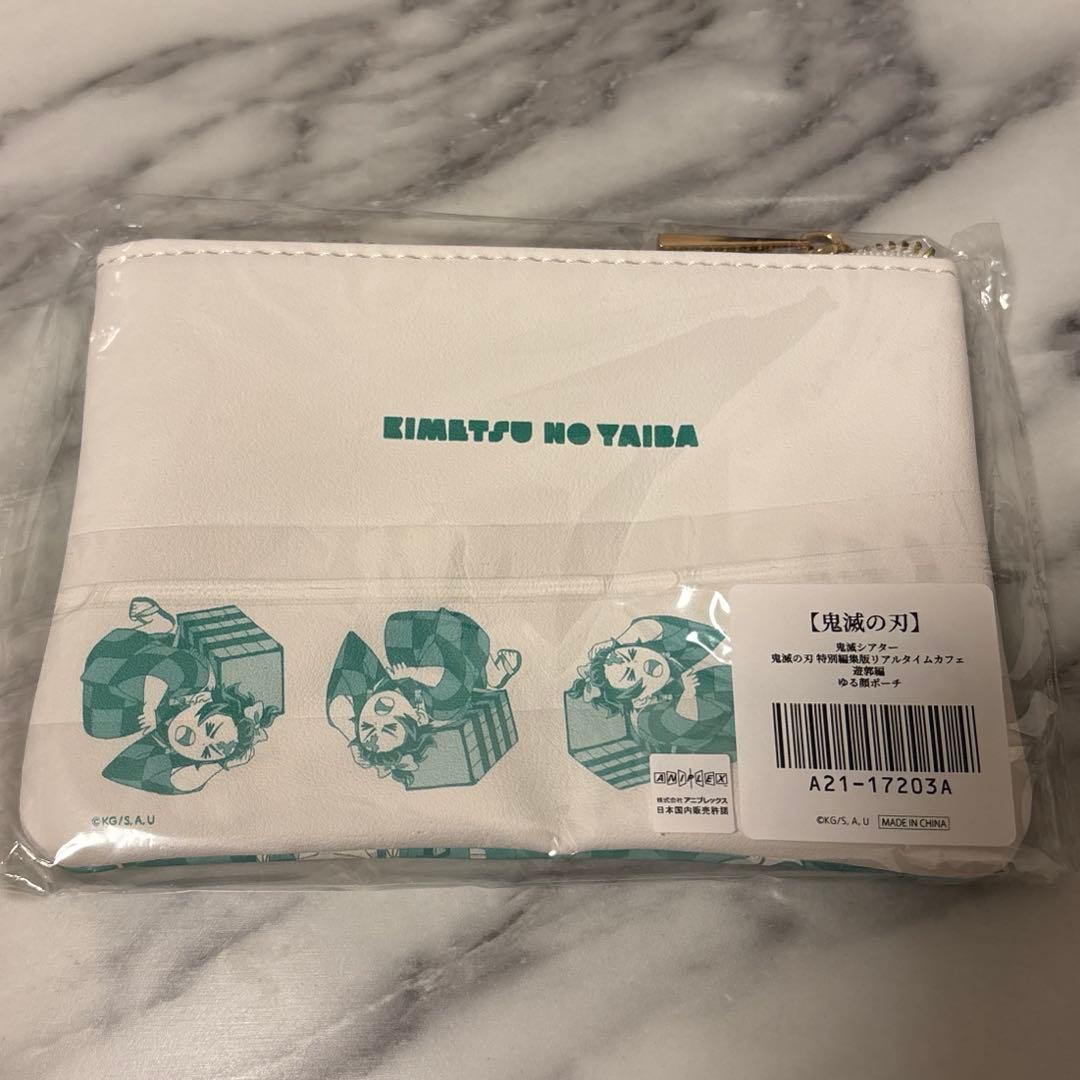 KIMETSU NO YAIBA
【鬼滅の刃】
鬼滅シアター
鬼滅の刃 特別編集版リアルタイムカフェ
遊郭編
ゆる顔ポーチ
A21-17203A
©KG/S, A, U
MADE IN CHINA
ANIPLEX
株式会社アニプレックス
日本国内販売許諾
©KG/S, A, U